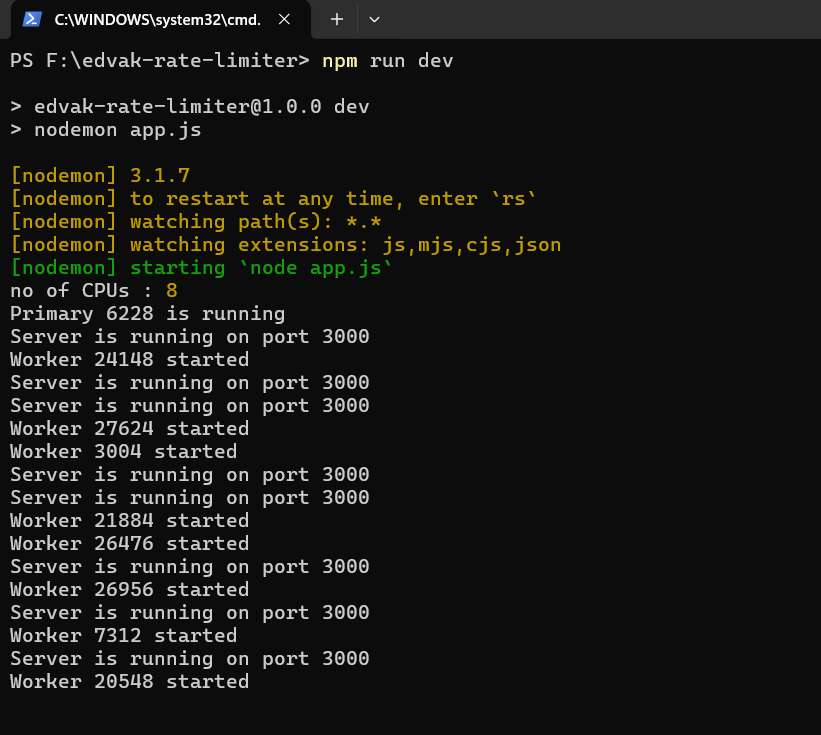 C:\WINDOWS\system32\cmd.
PS F:\edvak-rate-limiter> npm run dev
> edvak-rate-limiter@1.0.0 dev
> nodemon app.js
[nodemon] 3.1.7
[nodemon] to restart at any time, enter `rs`
[nodemon] watching path(s): *.*
[nodemon] watching extensions: js,mjs,cjs,json
[nodemon] starting `node app.js`
no of CPUs : 8
Primary 6228 is running
Server is running on port 3000
Worker 24148 started
Server is running on port 3000
Server is running on port 3000
Worker 27624 started
Worker 3004 started
Server is running on port 3000
Server is running on port 3000
Worker 21884 started
Worker 26476 started
Server is running on port 3000
Worker 26956 started
Server is running on port 3000
Worker 7312 started
Server is running on port 3000
Worker 20548 started